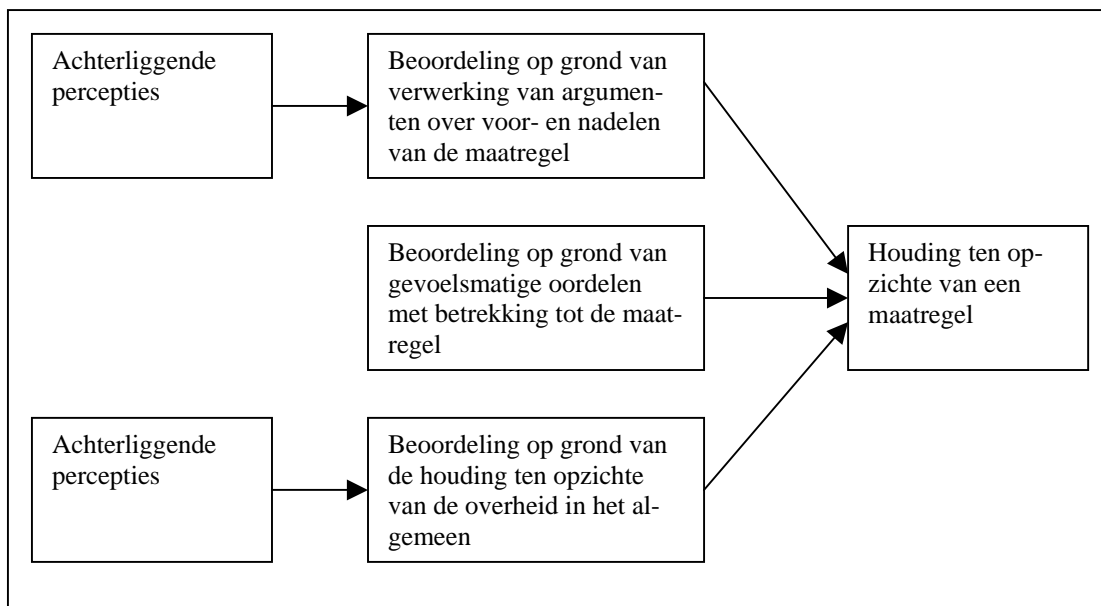 Achterliggende
percepties
Beoordeling op grond van
verwerking van argumen-
ten over voor- en nadelen
van de maatregel
Beoordeling op grond van
gevoelsmatige oordelen
met betrekking tot de maat-
regel
Houding ten op-
zichte van een
maatregel
Achterliggende
percepties
Beoordeling op grond van
de houding ten opzichte
van de overheid in het al-
gemeen